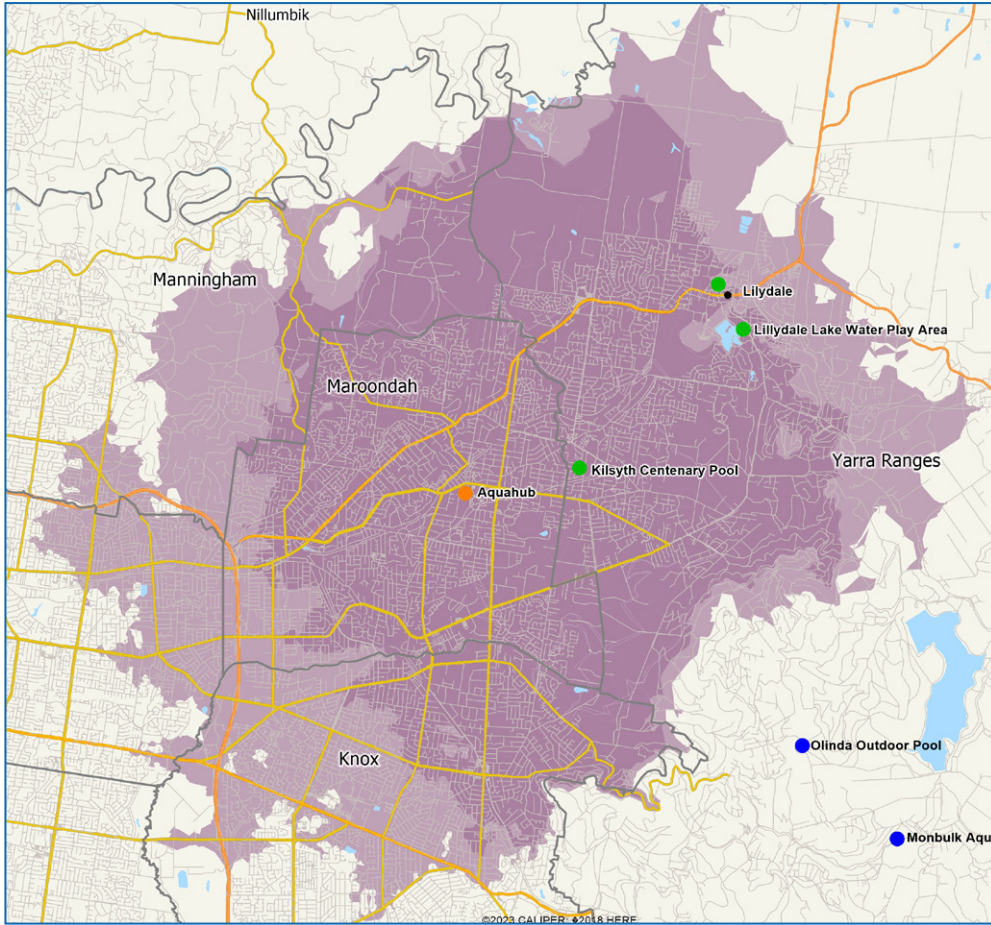 Nillumbik
Manningham
Lilydale
Lillydale Lake Water Play Area
Maroondah
Yarra Ranges
Kilsyth Centenary Pool
Aquahub
Olinda Outdoor Pool
Knox
Monbulk Aqu
©2023 CALIPER; �2018 HERE